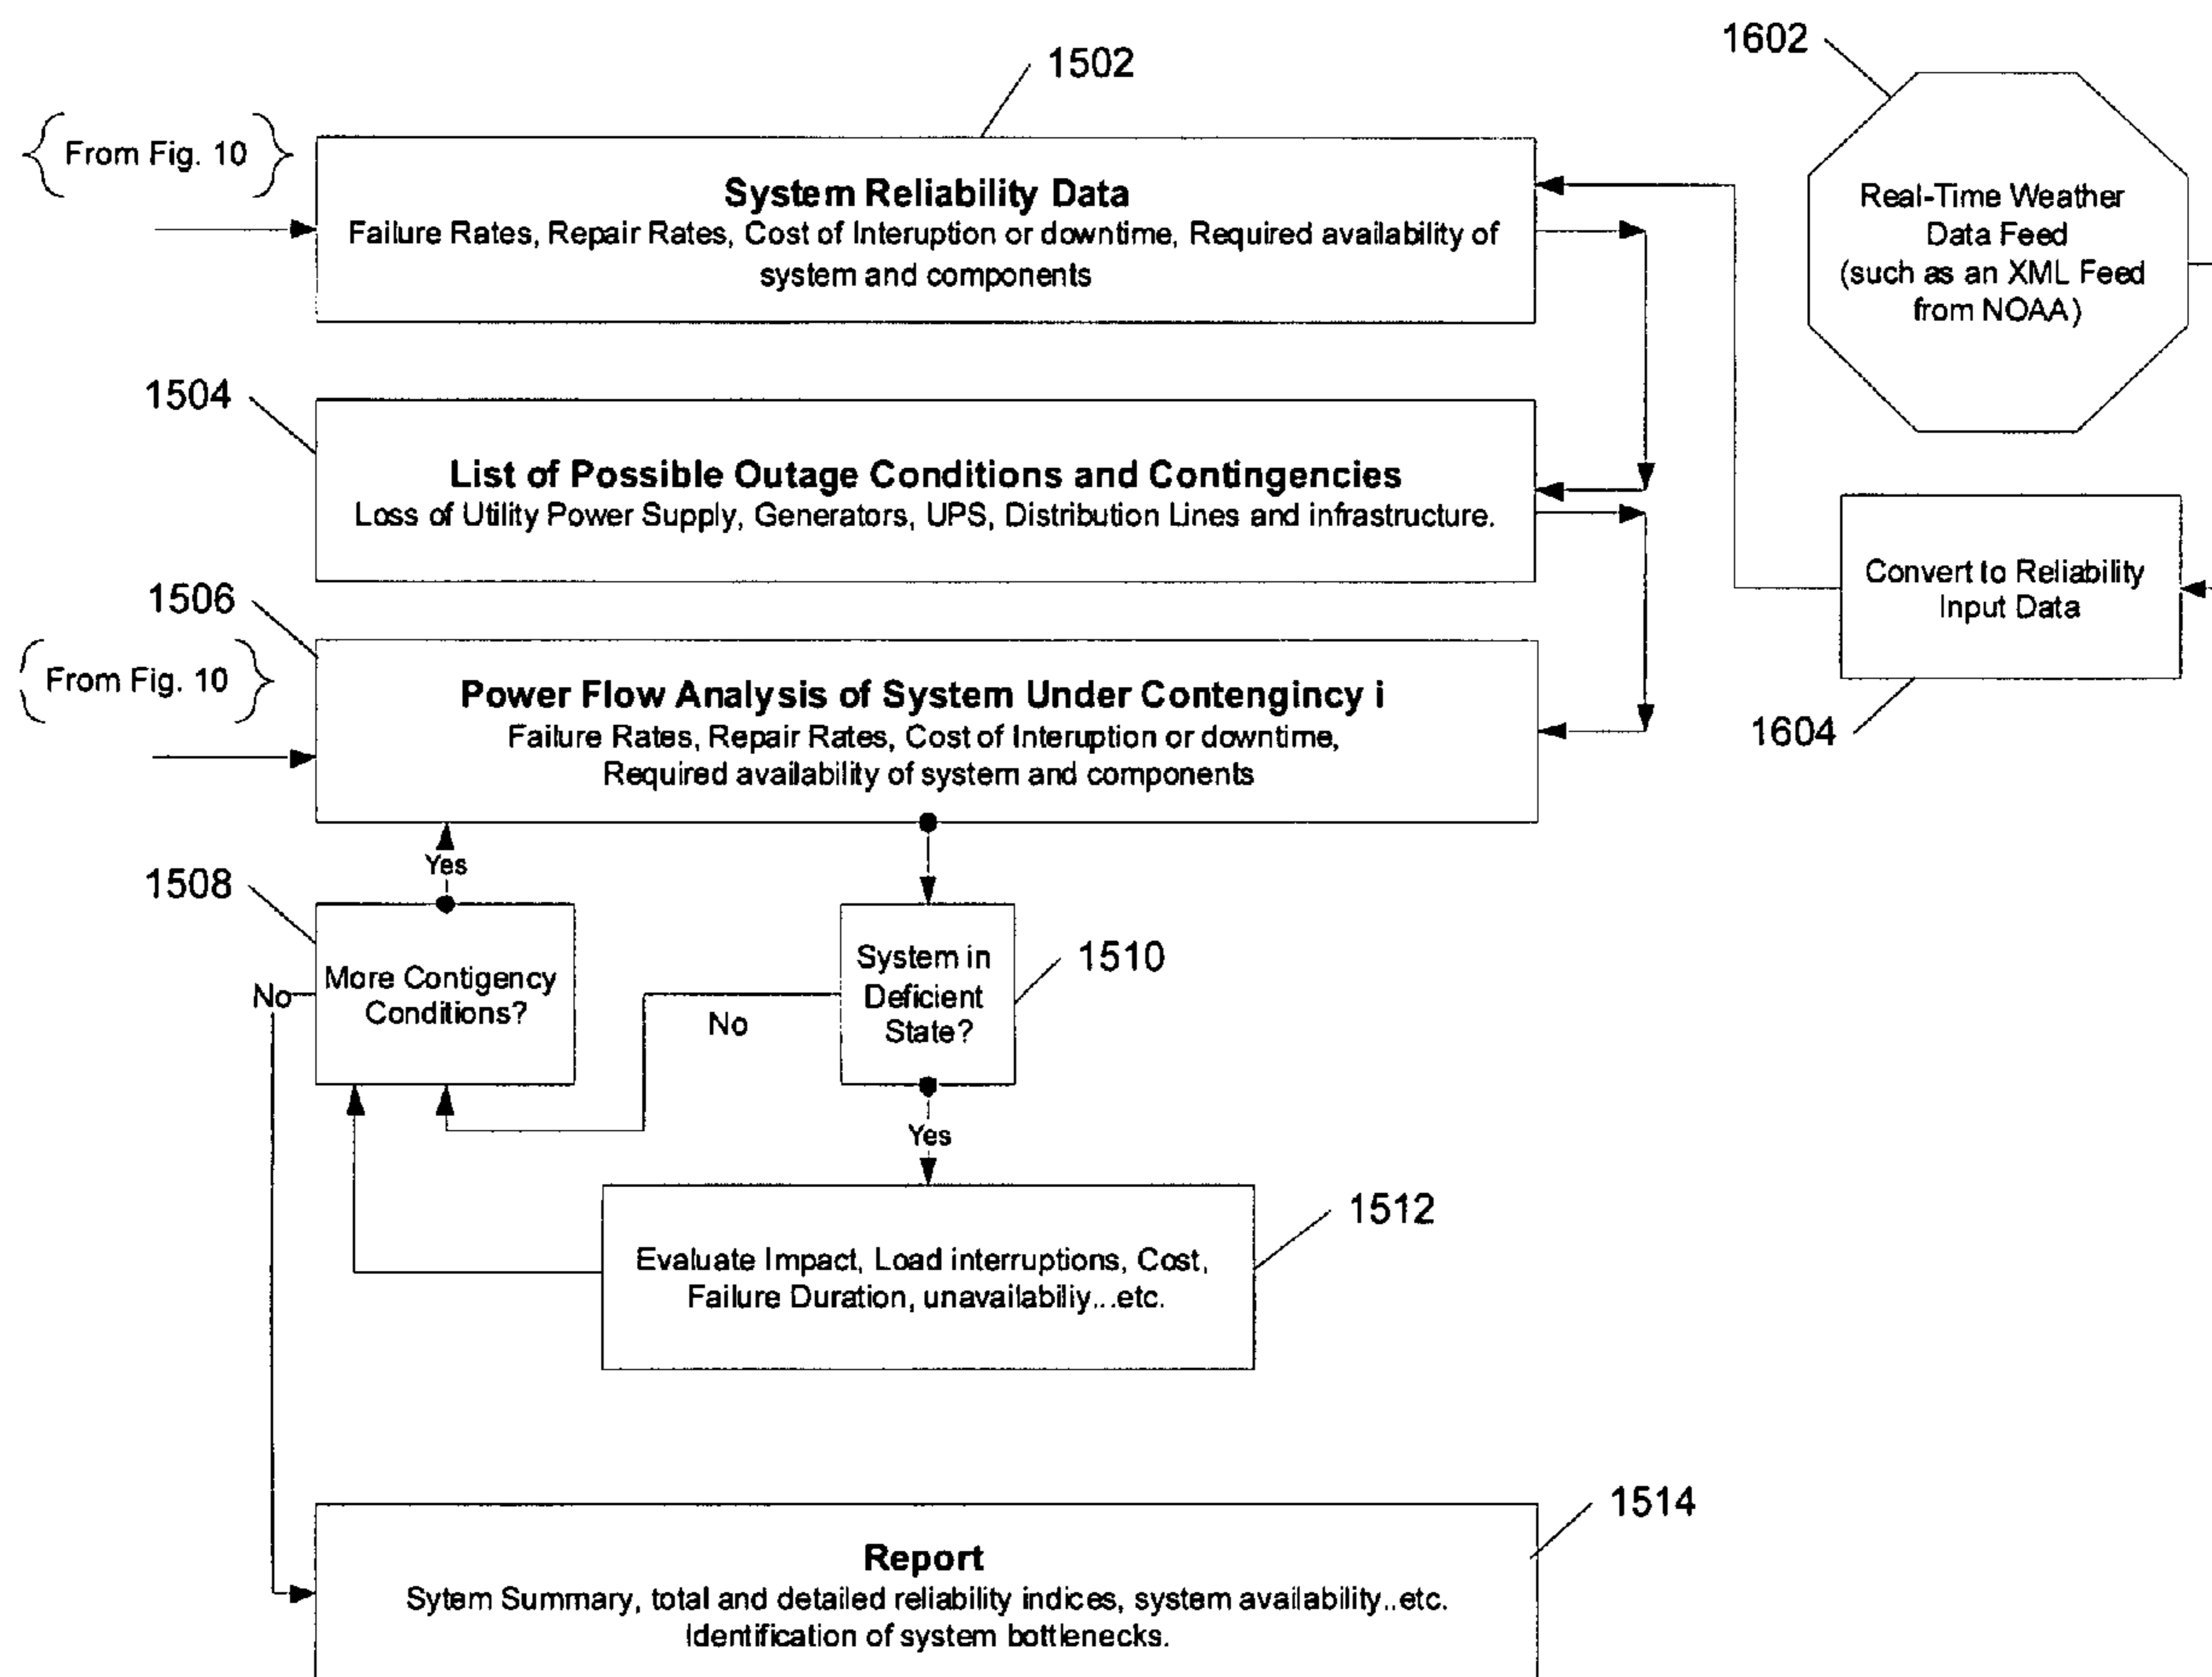 1602
1502
{From Fig. 10}
System Reliability Data
Failure Rates, Repair Rates, Cost of Interuption or downtime, Required availability of
system and components
Real-Time Weather
Data Feed
(such as an XML Feed
from NOAA)
1504
List of Possible Outage Conditions and Contingencies
Loss of Utility Power Supply, Generators, UPS, Distribution Lines and infrastructure.
Convert to Reliability
Input Data
1604
1506
{From Fig. 10}
Power Flow Analysis of System Under Contengincy i
Failure Rates, Repair Rates, Cost of Interuption or downtime,
Required availability of system and components
Yes
1508
More Contigency
Conditions?
No
System in
Deficient
State?
1510
No
Yes
1512
Evaluate Impact, Load interruptions, Cost,
Failure Duration, unavailabiliy...etc.
1514
Report
Sytem Summary, total and detailed reliability indices, system availability..etc.
Identification of system bottlenecks.